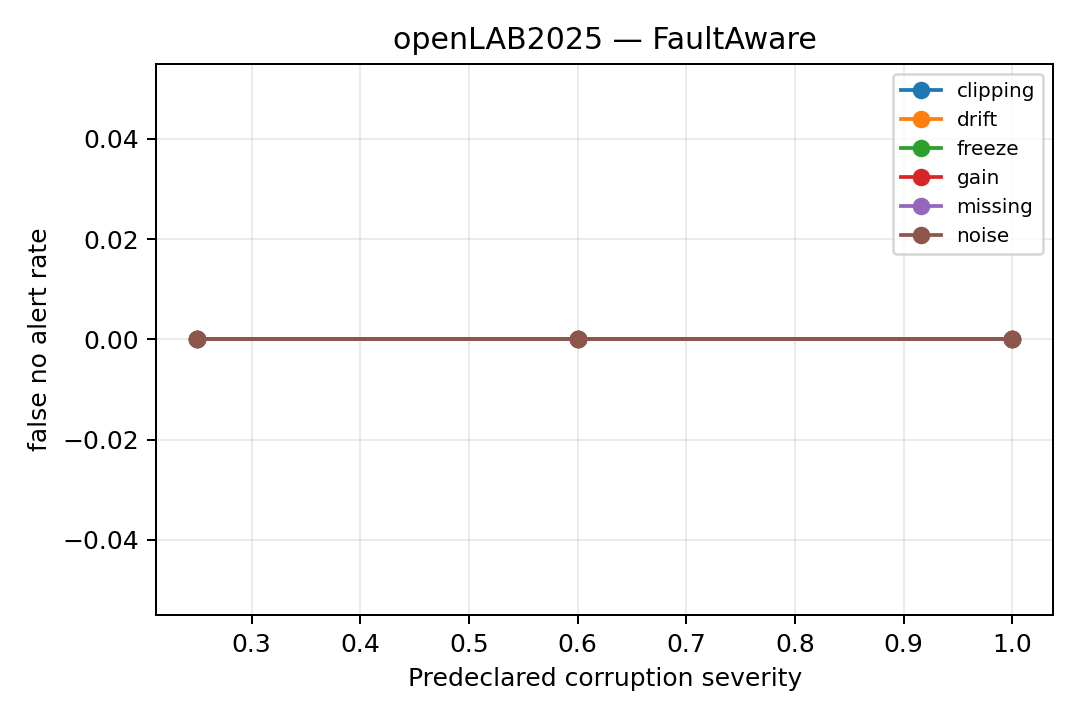 openLAB2025 — FaultAware
clipping
drift
freeze
gain
missing
noise
false no alert rate
0.04
0.02
0.00
−0.02
−0.04
0.3 0.4 0.5 0.6 0.7 0.8 0.9 1.0
Predeclared corruption severity